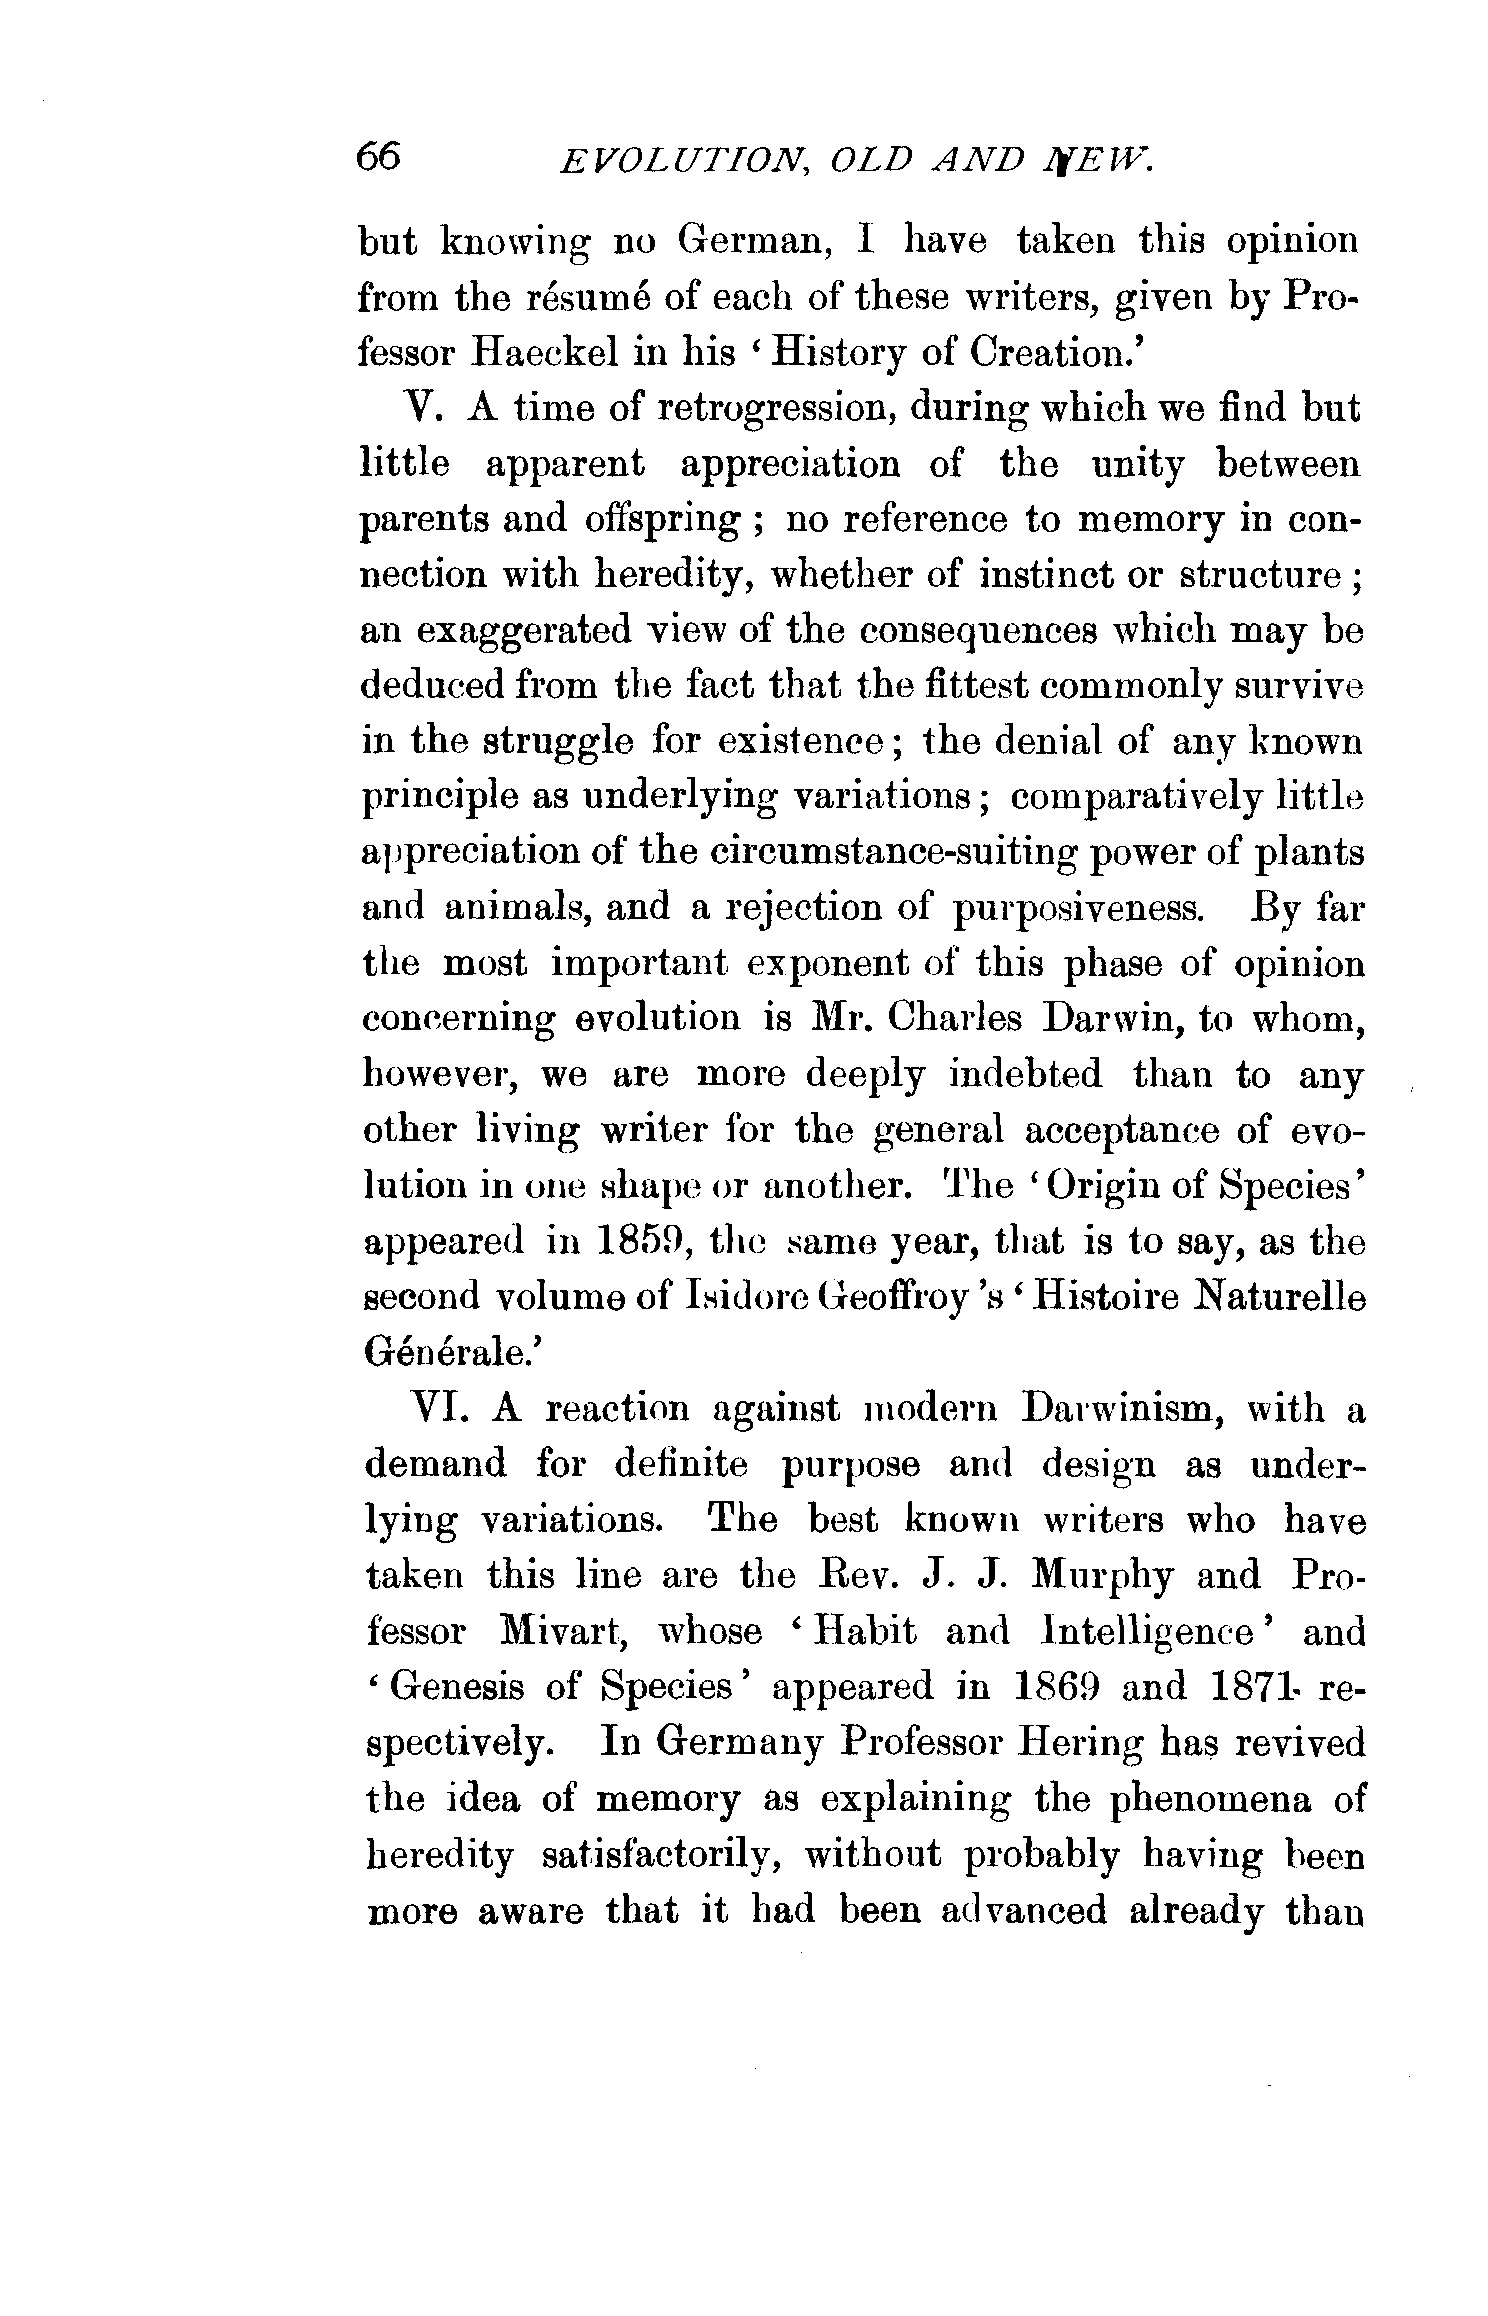 66 EVOLUTION, OLD AND NEW.
but knowing no German, I have taken this opinion
from the résumé of each of these writers, given by Pro-
fessor Haeckel in his ‘ History of Creation.’
V. A time of retrogression, during which we find but
little apparent appreciation of the unity between
parents and offspring ; no reference to memory in con-
nection with heredity, whether of instinct or structure ;
an exaggerated view of the consequences which may be
deduced from the fact that the fittest commonly survive
in the struggle for existence ; the denial of any known
principle as underlying variations ; comparatively little
appreciation of the circumstance-suiting power of plants
and animals, and a rejection of purposiveness. By far
the most important exponent of this phase of opinion
concerning evolution is Mr. Charles Darwin, to whom,
however, we are more deeply indebted than to any
other living writer for the general acceptance of evo-
lution in one shape or another. The ‘ Origin of Species’
appeared in 1859, the same year, that is to say, as the
second volume of Isidore Geoffroy ’s ‘ Histoire Naturelle
Générale.’
VI. A reaction against modern Darwinism, with a
demand for definite purpose and design as under-
lying variations. The best known writers who have
taken this line are the Rev. J. J. Murphy and Pro-
fessor Mivart, whose ‘ Habit and Intelligence ’ and
‘ Genesis of Species ’ appeared in 1869 and 1871 re-
spectively. In Germany Professor Hering has revived
the idea of memory as explaining the phenomena of
heredity satisfactorily, without probably having been
more aware that it had been advanced already than